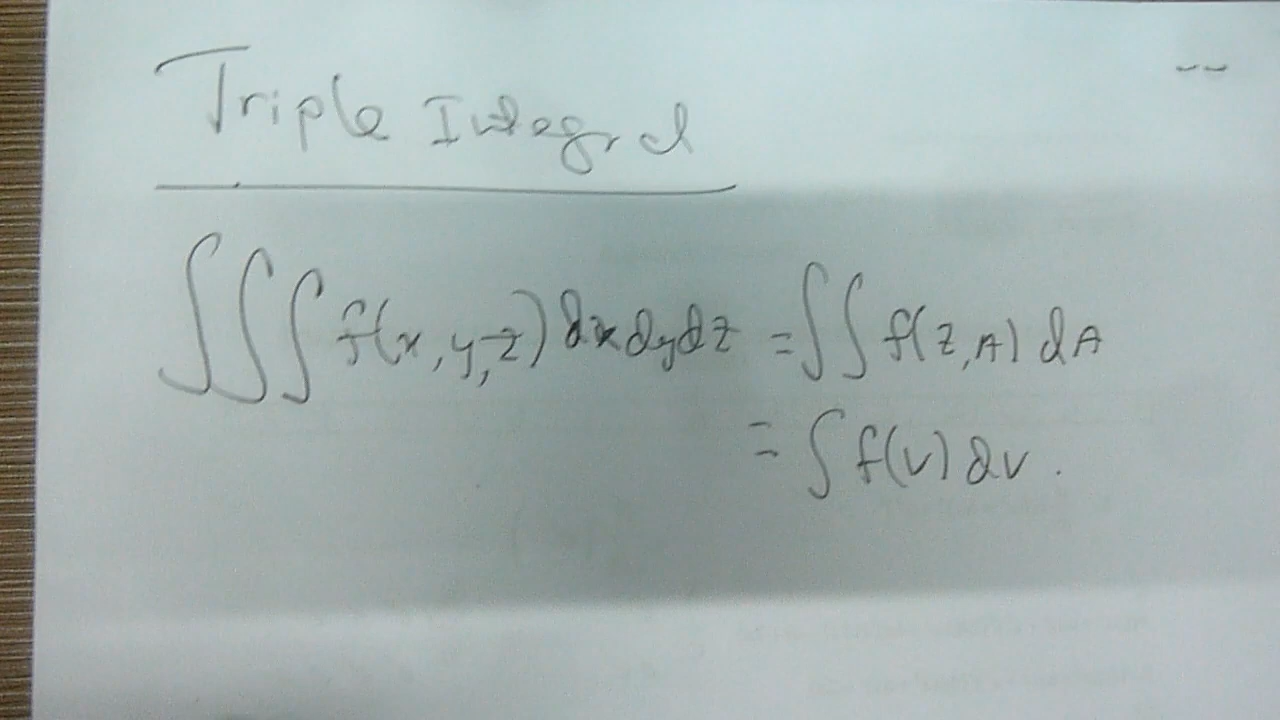 Triple Integral
∫∫∫ f(x,y,z) dx dy dz = ∫∫ f(z,A) dA
= ∫ f(v) dv .